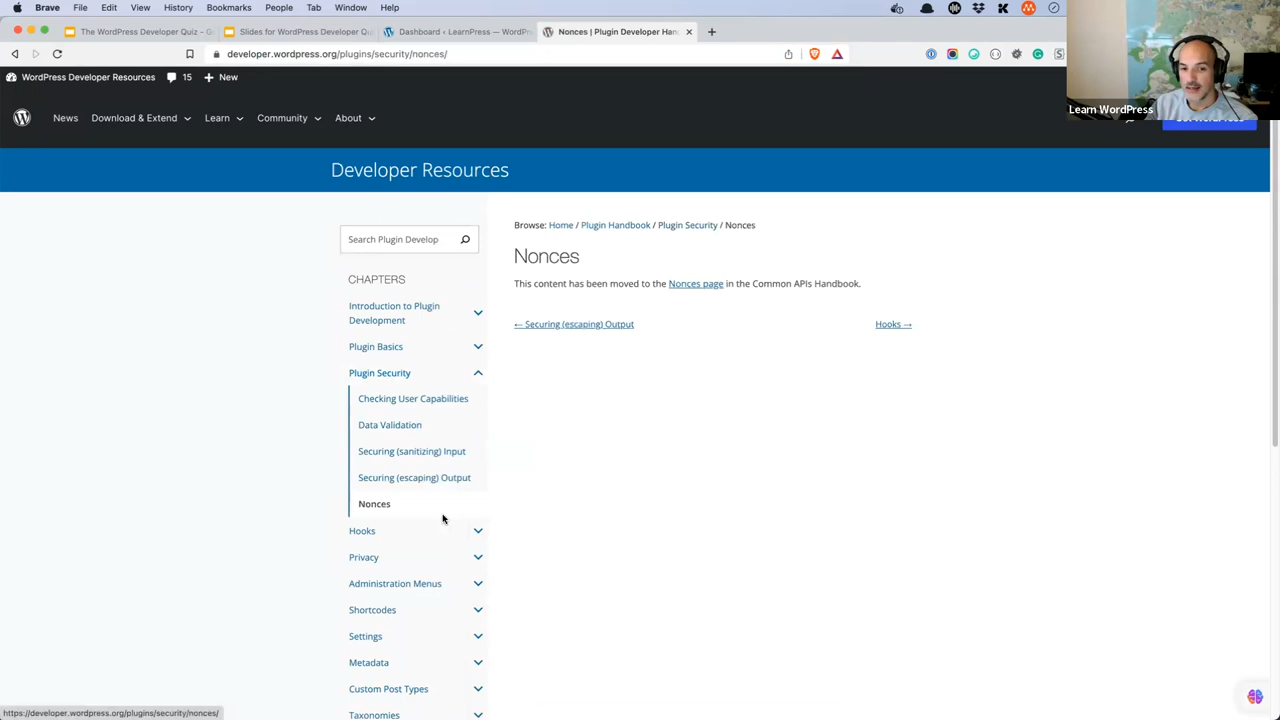 Brave File Edit View History Bookmarks People Tab Window Help
The WordPress Developer Quiz - G
Slides for WordPress Developer Qu
Dashboard ‹ LearnPress — WordPr
Nonces | Plugin Developer Han
developer.wordpress.org/plugins/security/nonces/
WordPress Developer Resources 15 New
Learn WordPress
News Download & Extend Learn Community About
Developer Resources
Search Plugin Develop
Browse: Home / Plugin Handbook / Plugin Security / Nonces
Nonces
This content has been moved to the Nonces page in the Common APIs Handbook.
← Securing (escaping) Output
Hooks →
CHAPTERS
Introduction to Plugin
Development
Plugin Basics
Plugin Security
Checking User Capabilities
Data Validation
Securing (sanitizing) Input
Securing (escaping) Output
Nonces
Hooks
Privacy
Administration Menus
Shortcodes
Settings
Metadata
Custom Post Types
Taxonomies
https://developer.wordpress.org/plugins/security/nonces/